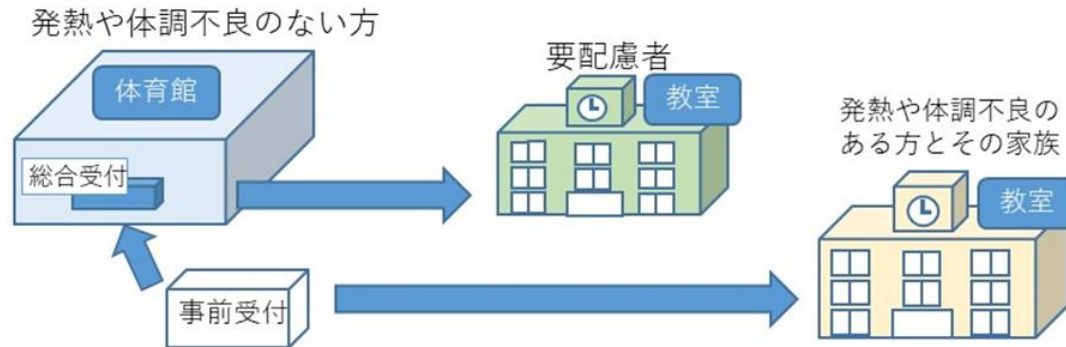 発熱や体調不良のない方
体育館
総合受付
事前受付
要配慮者
教室
発熱や体調不良の
ある方とその家族
教室